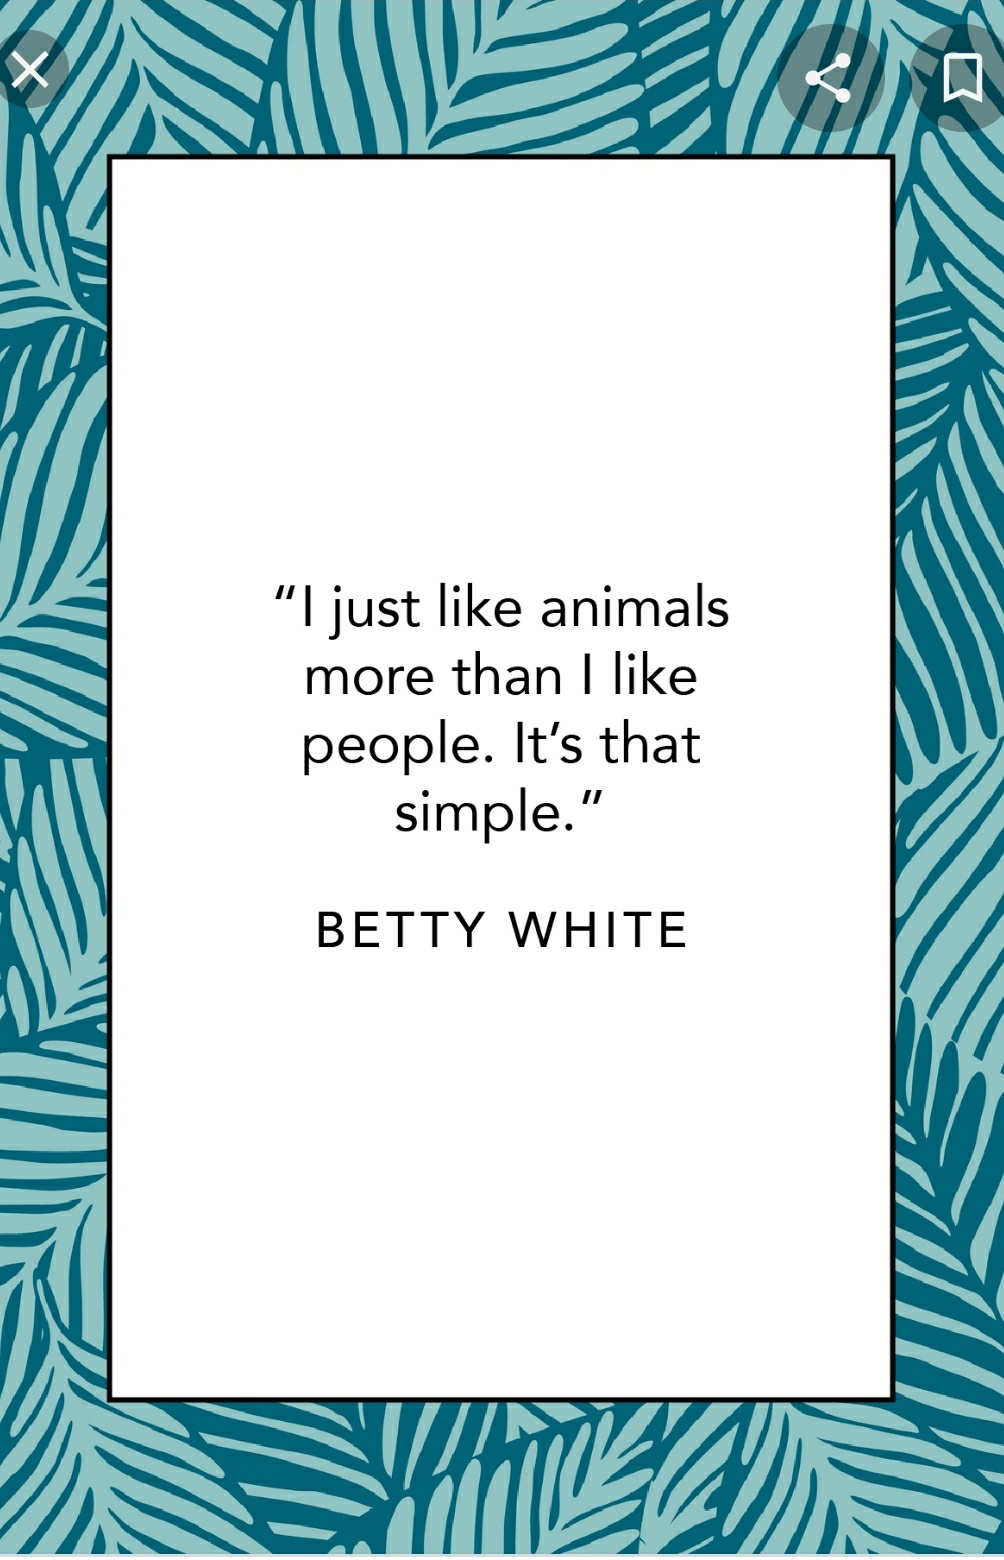 “I just like animals
more than I like
people. It’s that
simple.”
BETTY WHITE